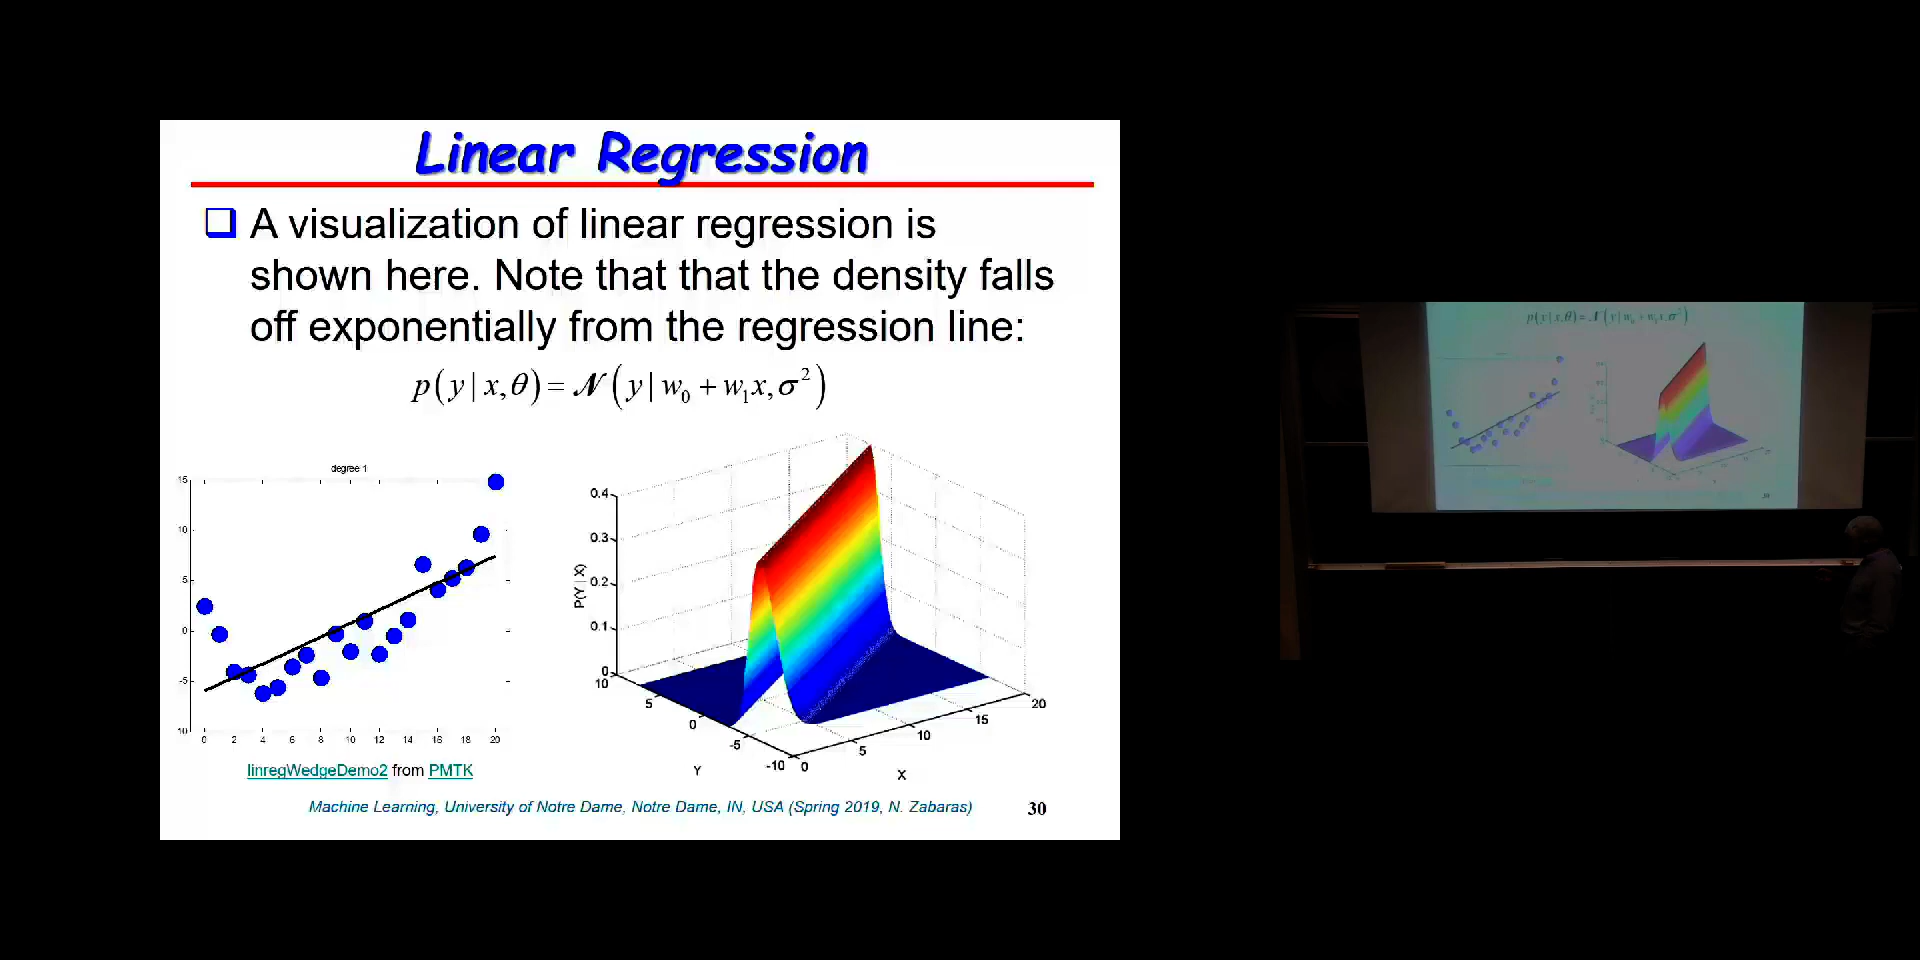 Linear Regression
A visualization of linear regression is
shown here. Note that that the density falls
off exponentially from the regression line:
p(y | x, θ) = 𝒩(y | w₀ + w₁x, σ²)
degree 1
15
10
5
0
-5
10
0 2 4 6 8 10 12 14 16 18 20
linregWedgeDemo2 from PMTK
0.4
0.3
0.2
0.1
0
P(Y | X)
10
5
0
-5
-10
Y
0
5
10
15
20
X
Machine Learning, University of Notre Dame, Notre Dame, IN, USA (Spring 2019, N. Zabaras)
30
p(y | x, θ) = 𝒩(y | w₀ + w₁x, σ²)
30